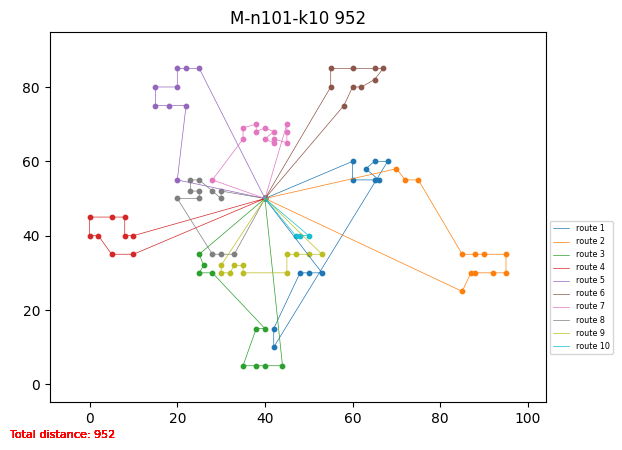 M-n101-k10 952
80
60
40
20
0
0 20 40 60 80 100
route 1
route 2
route 3
route 4
route 5
route 6
route 7
route 8
route 9
route 10
Total distance: 952